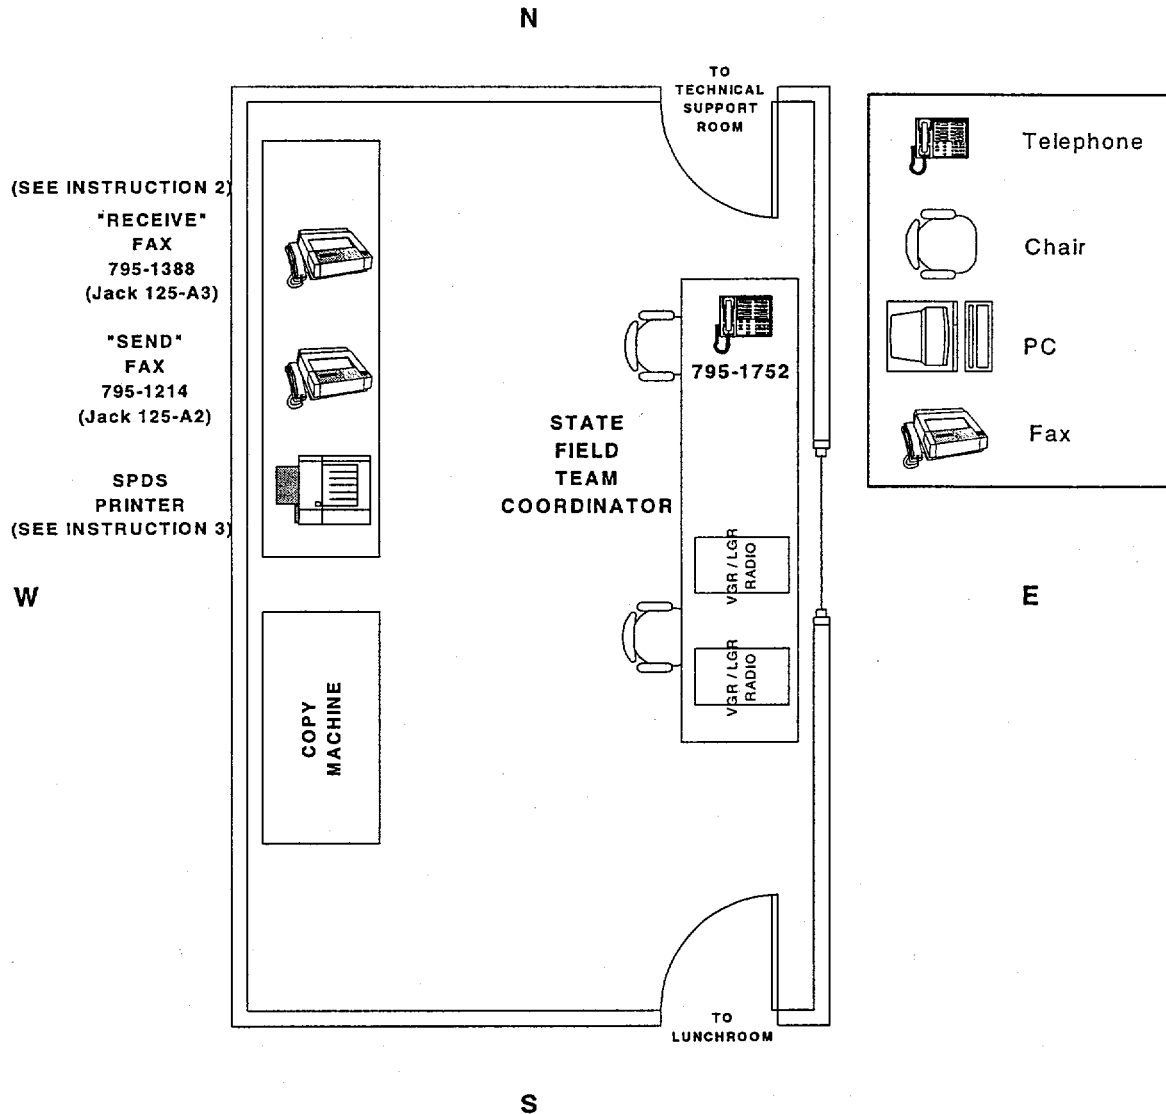 N
TO
TECHNICAL
SUPPORT
ROOM
(SEE INSTRUCTION 2)
"RECEIVE"
FAX
795-1388
(Jack 125-A3)
"SEND"
FAX
795-1214
(Jack 125-A2)
SPDS
PRINTER
(SEE INSTRUCTION 3)
W
COPY
MACHINE
STATE
FIELD
TEAM
COORDINATOR
795-1752
VGR / LGR
RADIO
VGR / LGR
RADIO
TO
LUNCHROOM
Telephone
Chair
PC
Fax
E
S